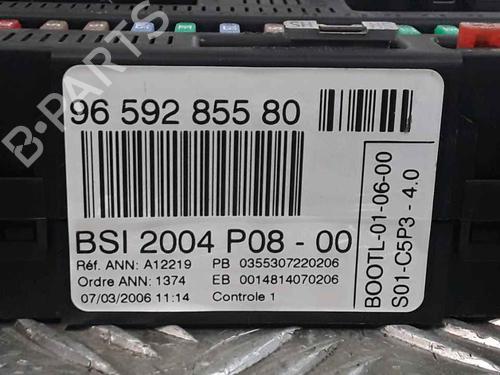 96 592 855 80
BSI 2004 P08 - 00
Réf. ANN: A12219 PB 0355307220206
Ordre ANN: 1374 EB 0014814070206
07/03/2006 11:14 Controle 1
BOOTL-01-06-00
S01-C5P3 - 4.0
B-PARTS
SH